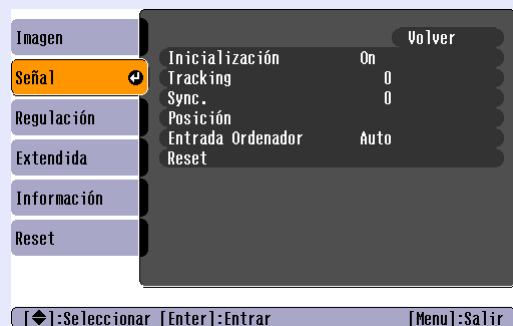 Imagen
Señal
Regulación
Extendida
Información
Reset
Volver
Inicialización On
Tracking 0
Sync. 0
Posición
Entrada Ordenador Auto
Reset
[◆]:Seleccionar [Enter]:Entrar [Menu]:Salir